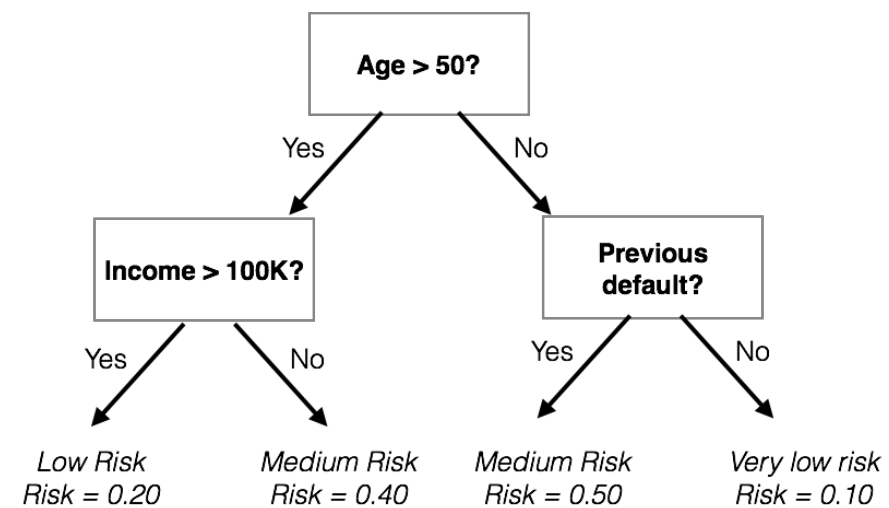 Age > 50?
Yes
No
Income > 100K?
Previous
default?
Yes
No
Yes
No
Low Risk
Risk = 0.20
Medium Risk
Risk = 0.40
Medium Risk
Risk = 0.50
Very low risk
Risk = 0.10